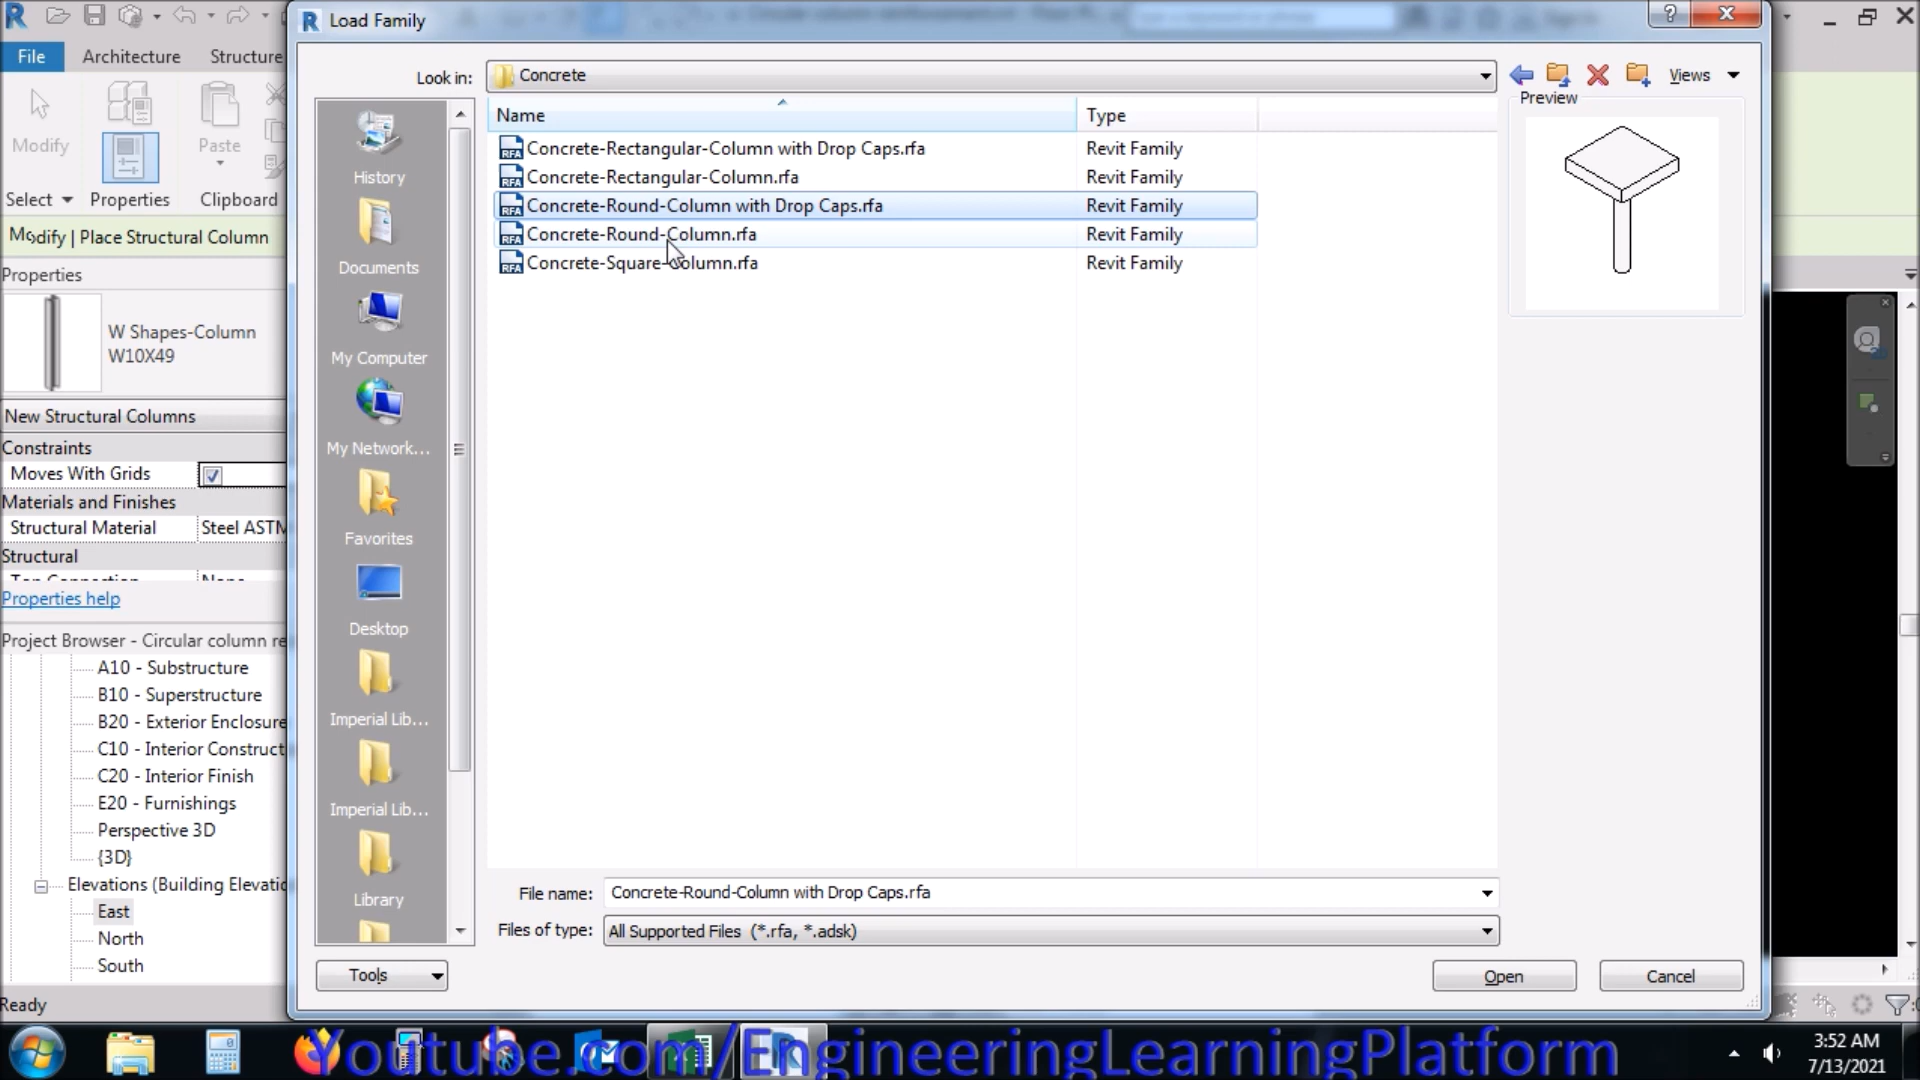 Load Family
File
Architecture
Structure
Modify
Paste
Select
Properties
Clipboard
Modify | Place Structural Column
Properties
W Shapes-Column
W10X49
New Structural Columns
Constraints
Moves With Grids
Materials and Finishes
Structural Material
Steel ASTM
Structural
Top Connection
None
Properties help
Project Browser - Circular column re
A10 - Substructure
B10 - Superstructure
B20 - Exterior Enclosure
C10 - Interior Construct
C20 - Interior Finish
E20 - Furnishings
Perspective 3D
{3D}
Elevations (Building Elevatio
East
North
South
Ready
Look in:
Concrete
Views
Preview
History
Documents
My Computer
My Network...
Favorites
Desktop
Imperial Lib...
Imperial Lib...
Library
Name
Type
Concrete-Rectangular-Column with Drop Caps.rfa
Revit Family
Concrete-Rectangular-Column.rfa
Revit Family
Concrete-Round-Column with Drop Caps.rfa
Revit Family
Concrete-Round-Column.rfa
Revit Family
Concrete-Square-Column.rfa
Revit Family
File name:
Concrete-Round-Column with Drop Caps.rfa
Files of type:
All Supported Files (*.rfa, *.adsk)
Tools
Open
Cancel
Youtube.com/EngineeringLearningPlatform
3:52 AM
7/13/2021